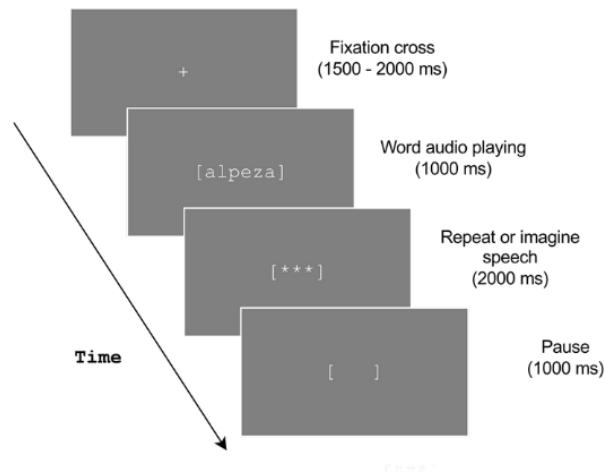 +
Fixation cross
(1500 - 2000 ms)
[alpeza]
Word audio playing
(1000 ms)
[***]
Repeat or imagine
speech
(2000 ms)
[ ]
Pause
(1000 ms)
Time